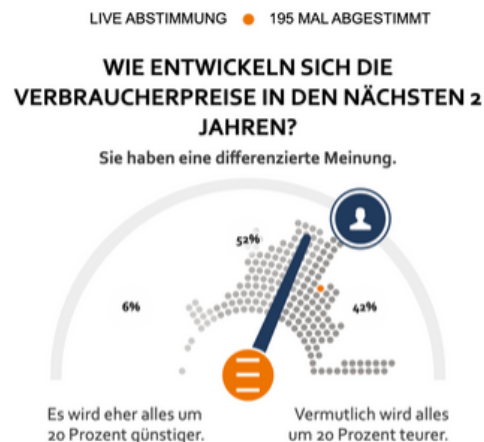 LIVE ABSTIMMUNG ● 195 MAL ABGESTIMMT
WIE ENTWICKELN SICH DIE
VERBRAUCHERPREISE IN DEN NÄCHSTEN 2
JAHREN?
Sie haben eine differenzierte Meinung.
52%
6%
42%
Es wird eher alles um
20 Prozent günstiger.
Vermutlich wird alles
um 20 Prozent teurer.